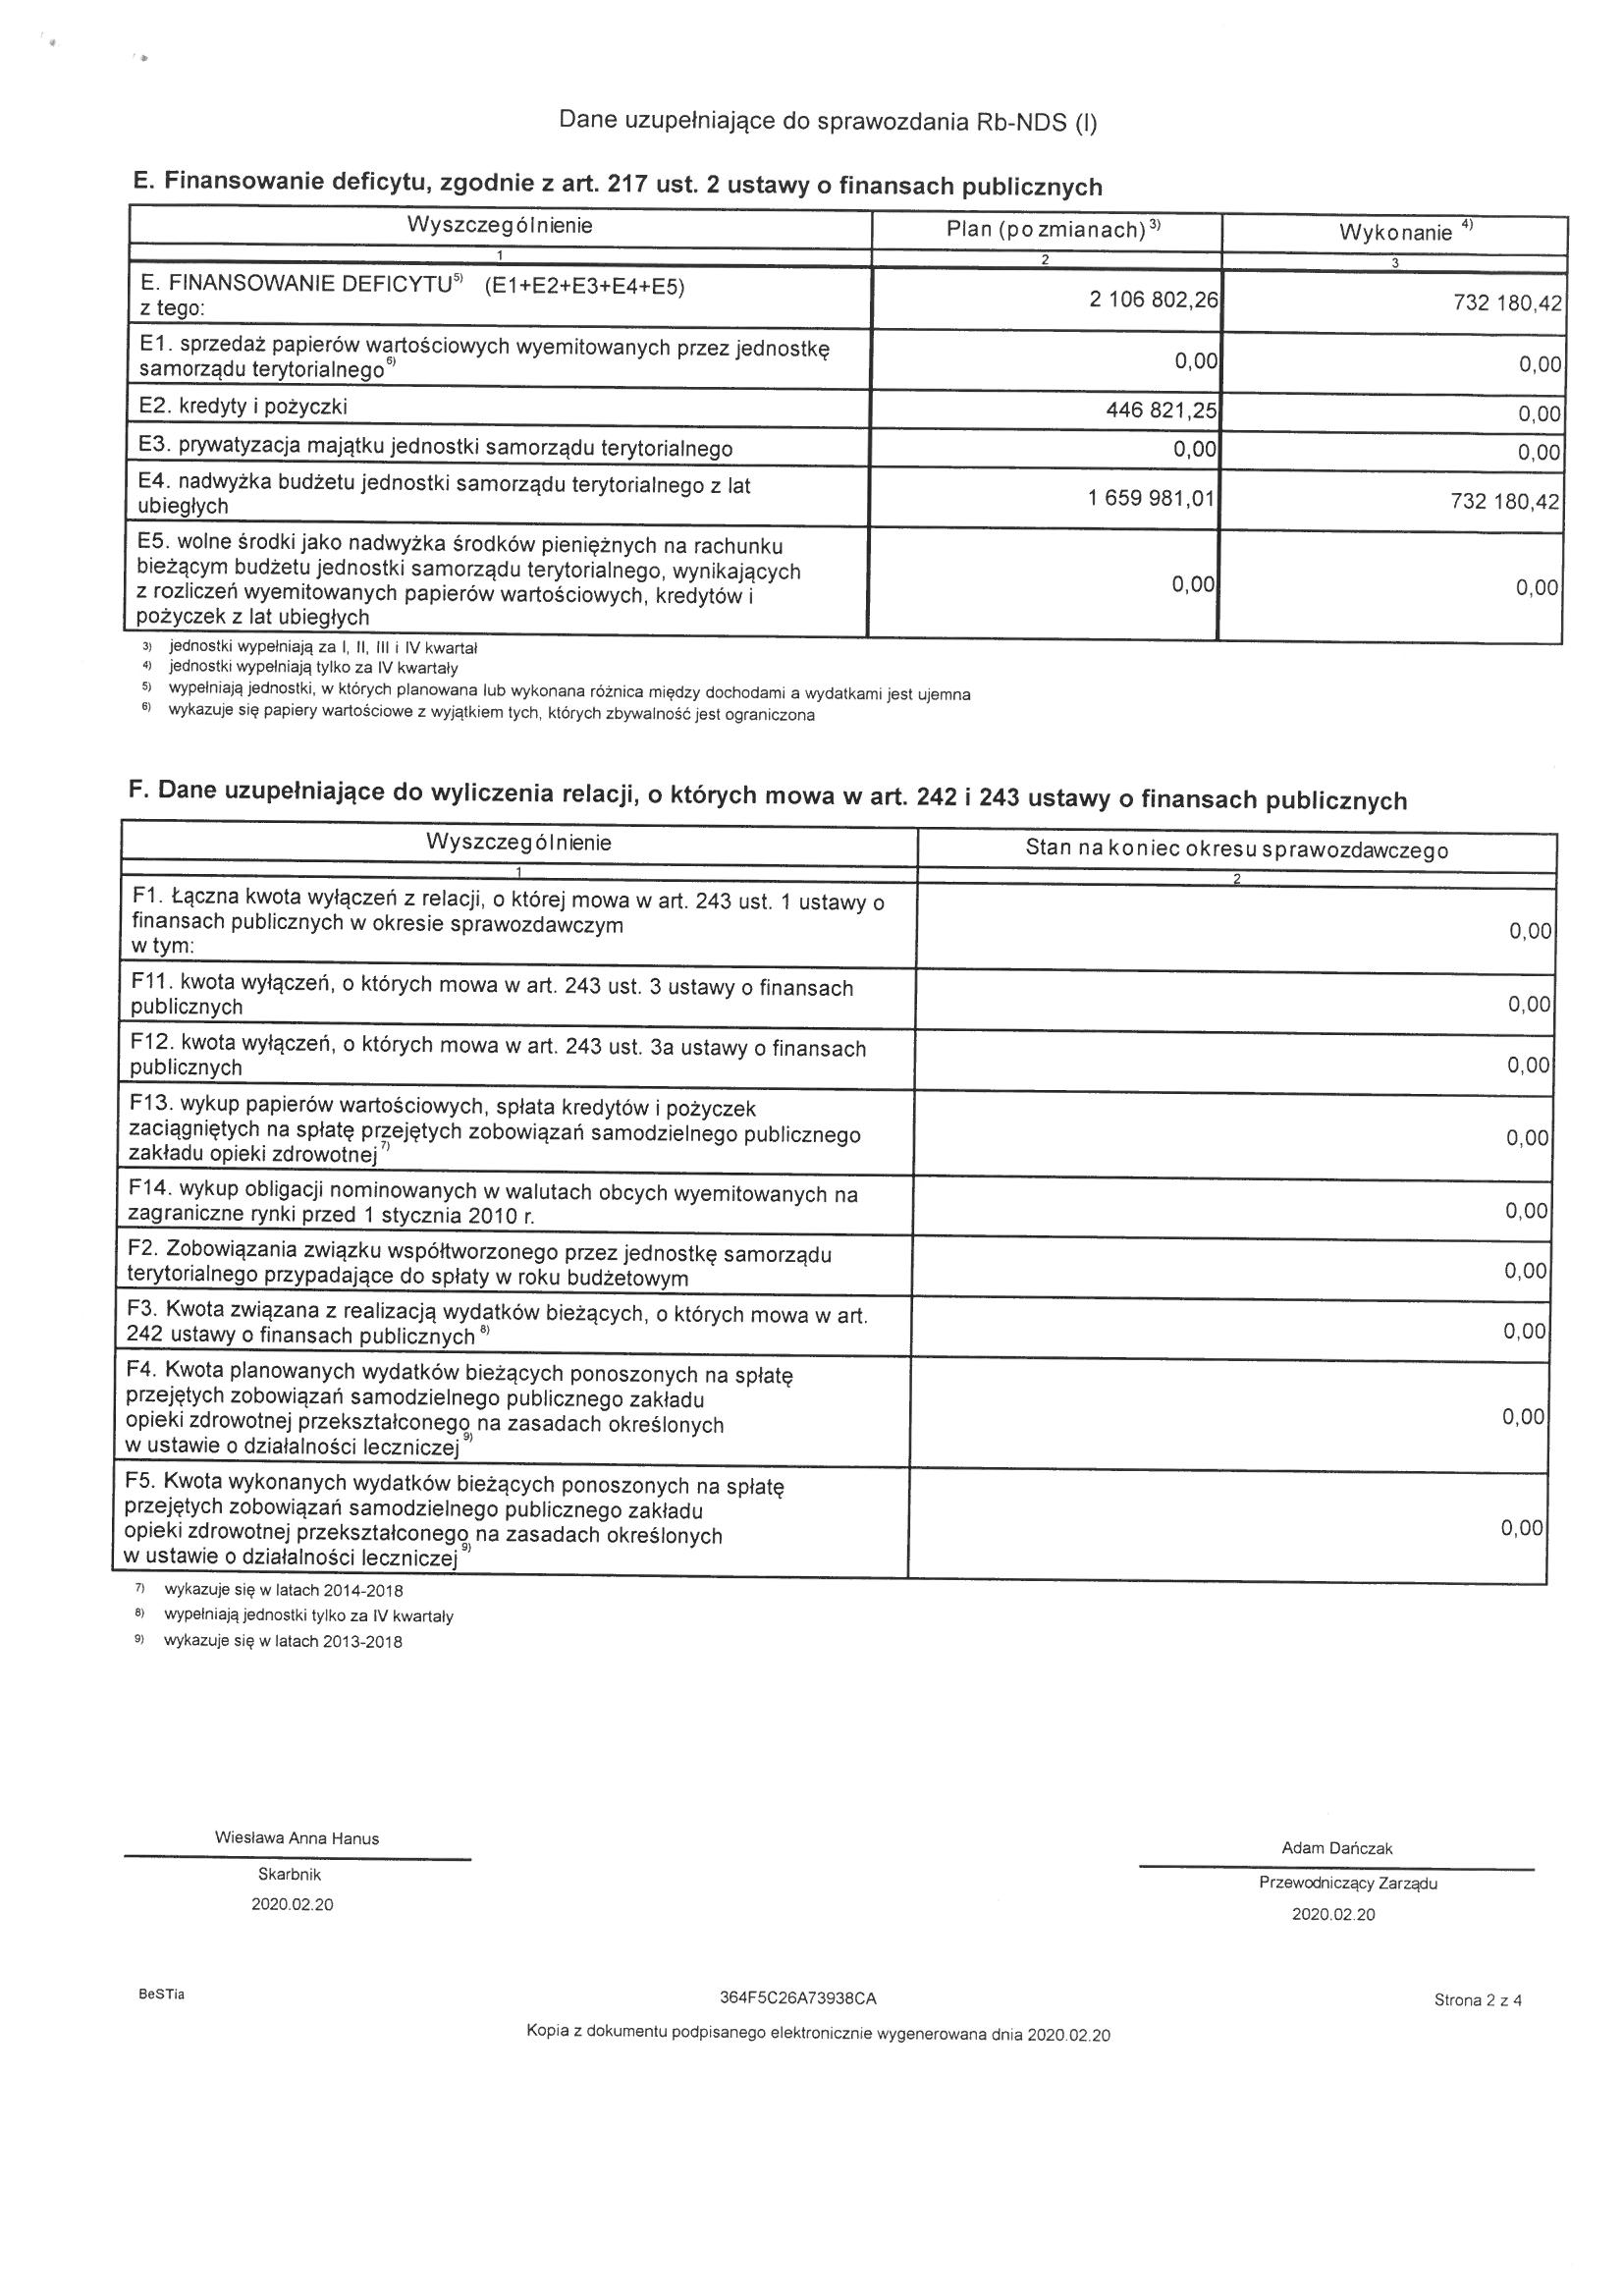 Dane uzupełniające do sprawozdania Rb-NDS (I)
E. Finansowanie deficytu, zgodnie z art. 217 ust. 2 ustawy o finansach publicznych
Wyszczególnienie Plan (po zmianach) 3) Wykonanie 4)
1 2 3
E. FINANSOWANIE DEFICYTU5) (E1+E2+E3+E4+E5)
z tego:
2 106 802,26 732 180,42
E1. sprzedaż papierów wartościowych wyemitowanych przez jednostkę
samorządu terytorialnego6)
0,00 0,00
E2. kredyty i pożyczki 446 821,25 0,00
E3. prywatyzacja majątku jednostki samorządu terytorialnego 0,00 0,00
E4. nadwyżka budżetu jednostki samorządu terytorialnego z lat
ubiegłych
1 659 981,01 732 180,42
E5. wolne środki jako nadwyżka środków pieniężnych na rachunku
bieżącym budżetu jednostki samorządu terytorialnego, wynikających
z rozliczeń wyemitowanych papierów wartościowych, kredytów i
pożyczek z lat ubiegłych
0,00 0,00
3) jednostki wypełniają za I, II, III i IV kwartał
4) jednostki wypełniają tylko za IV kwartały
5) wypełniają jednostki, w których planowana lub wykonana różnica między dochodami a wydatkami jest ujemna
6) wykazuje się papiery wartościowe z wyjątkiem tych, których zbywalność jest ograniczona
F. Dane uzupełniające do wyliczenia relacji, o których mowa w art. 242 i 243 ustawy o finansach publicznych
Wyszczególnienie Stan na koniec okresu sprawozdawczego
1 2
F1. Łączna kwota wyłączeń z relacji, o której mowa w art. 243 ust. 1 ustawy o
finansach publicznych w okresie sprawozdawczym
w tym:
0,00
F11. kwota wyłączeń, o których mowa w art. 243 ust. 3 ustawy o finansach
publicznych
0,00
F12. kwota wyłączeń, o których mowa w art. 243 ust. 3a ustawy o finansach
publicznych
0,00
F13. wykup papierów wartościowych, spłata kredytów i pożyczek
zaciągniętych na spłatę przejętych zobowiązań samodzielnego publicznego
zakładu opieki zdrowotnej7)
0,00
F14. wykup obligacji nominowanych w walutach obcych wyemitowanych na
zagraniczne rynki przed 1 stycznia 2010 r.
0,00
F2. Zobowiązania związku współtworzonego przez jednostkę samorządu
terytorialnego przypadające do spłaty w roku budżetowym
0,00
F3. Kwota związana z realizacją wydatków bieżących, o których mowa w art.
242 ustawy o finansach publicznych 8)
0,00
F4. Kwota planowanych wydatków bieżących ponoszonych na spłatę
przejętych zobowiązań samodzielnego publicznego zakładu
opieki zdrowotnej przekształconego na zasadach określonych
w ustawie o działalności leczniczej9)
0,00
F5. Kwota wykonanych wydatków bieżących ponoszonych na spłatę
przejętych zobowiązań samodzielnego publicznego zakładu
opieki zdrowotnej przekształconego na zasadach określonych
w ustawie o działalności leczniczej9)
0,00
7) wykazuje się w latach 2014-2018
8) wypełniają jednostki tylko za IV kwartały
9) wykazuje się w latach 2013-2018
Wiesława Anna Hanus
Skarbnik
2020.02.20
Adam Dańczak
Przewodniczący Zarządu
2020.02.20
BeSTia 364F5C26A73938CA Strona 2 z 4
Kopia z dokumentu podpisanego elektronicznie wygenerowana dnia 2020.02.20